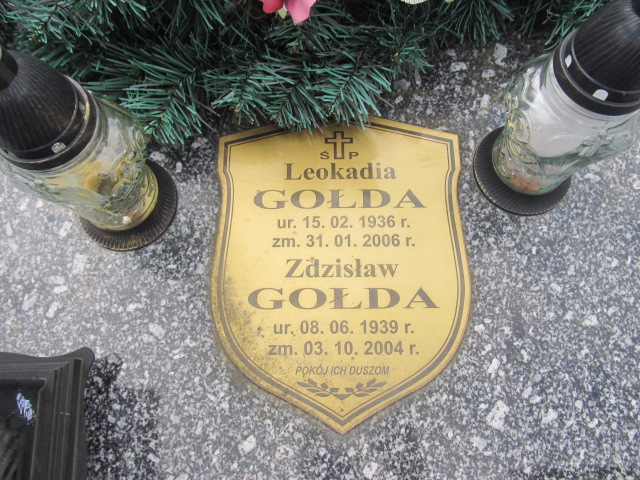 Ś P
Leokadia
GOŁDA
ur. 15. 02. 1936 r.
zm. 31. 01. 2006 r.
Zdzisław
GOŁDA
ur. 08. 06. 1939 r.
zm. 03. 10. 2004 r.
POKÓJ ICH DUSZOM